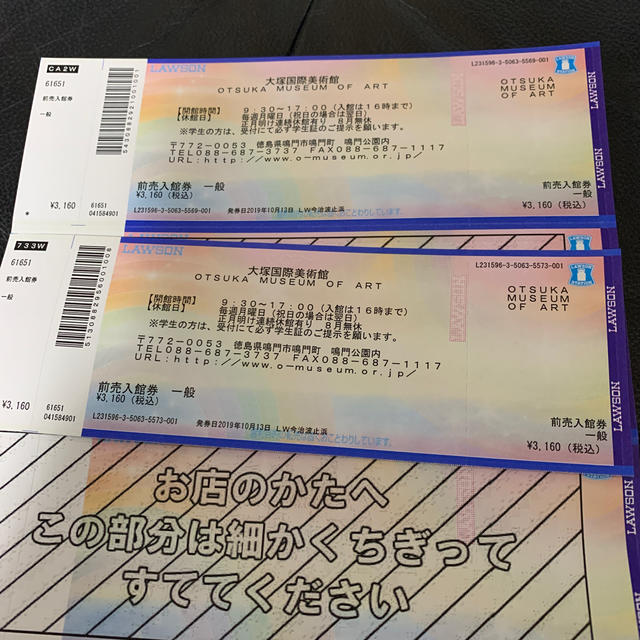 CA2W
61651
前売入館券
一般
¥3,160
61651
041584901
5430882921001001
LAWSON
L231596-3-5063-5569-001
大塚国際美術館
OTSUKA MUSEUM OF ART
【開館時間】 9:30~17:00(入館は16時まで)
【休館日】 毎週月曜日(祝日の場合は翌日)
正月明け連続休館有り、8月無休
※学生の方は、受付にて必ず学生証のご提示を願います。
〒772-0053 徳島県鳴門市鳴門町 鳴門公園内
TEL088-687-3737 FAX088-687-1117
URL:http://www.o-museum.or.jp/
前売入館券 一般
¥3,160(税込)
L231596-3-5063-5569-001
発券日2019年10月13日 LW今治波止浜
OTSUKA
MUSEUM
OF ART
前売入館券
一般
¥3,160(税込)
LAWSON
LAWSON
LAWSON
733W
61651
前売入館券
一般
¥3,160
61651
041584901
5130882956001008
LAWSON
L231596-3-5063-5573-001
大塚国際美術館
OTSUKA MUSEUM OF ART
【開館時間】 9:30~17:00(入館は16時まで)
【休館日】 毎週月曜日(祝日の場合は翌日)
正月明け連続休館有り、8月無休
※学生の方は、受付にて必ず学生証のご提示を願います。
〒772-0053 徳島県鳴門市鳴門町 鳴門公園内
TEL088-687-3737 FAX088-687-1117
URL:http://www.o-museum.or.jp/
前売入館券 一般
¥3,160(税込)
L231596-3-5063-5573-001
発券日2019年10月13日 LW今治波止浜
OTSUKA
MUSEUM
OF ART
前売入館券
一般
¥3,160(税込)
LAWSON
LAWSON
LAWSON
お店のかたへ
この部分は細かくちぎって
すててください
LAWSON